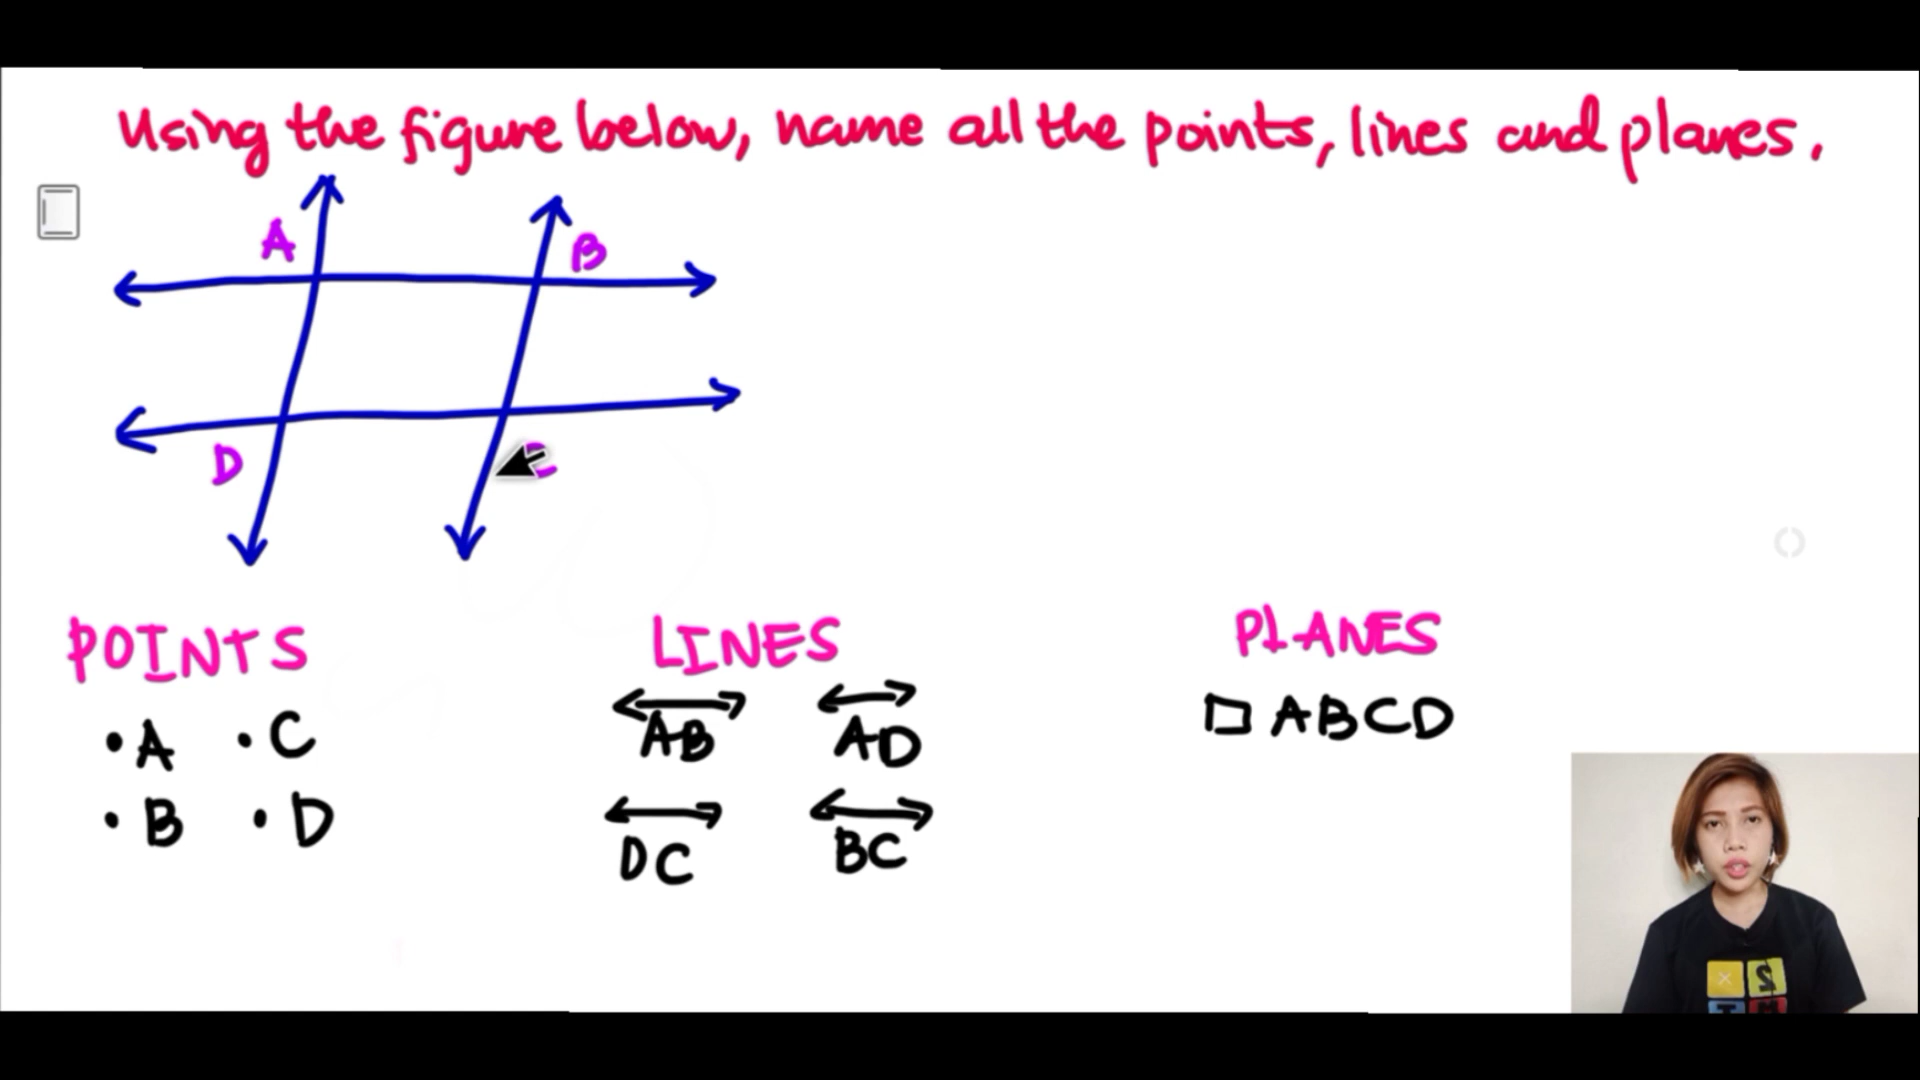 Using the figure below, name all the points, lines and planes.
A
B
D
POINTS
LINES
PLANES
• A • C
AB AD
▱ ABCD
• B • D
DC BC
× 2